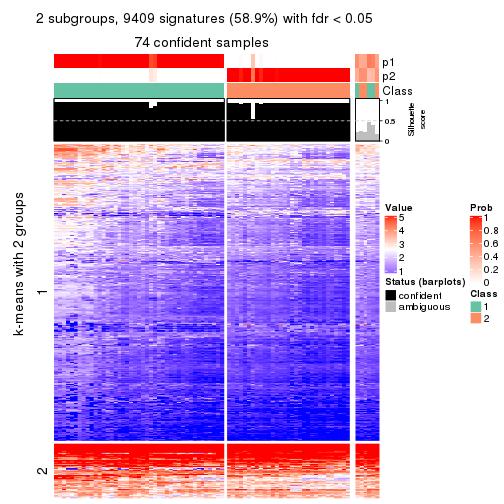 2 subgroups, 9409 signatures (58.9%) with fdr < 0.05
74 confident samples
p1
p2
Class
1
0.5
0
Silhouette
score
k-means with 2 groups
1
2
Value
5
4
3
2
1
Status (barplots)
confident
ambiguous
Prob
1
0.8
0.6
0.4
0.2
0
Class
1
2